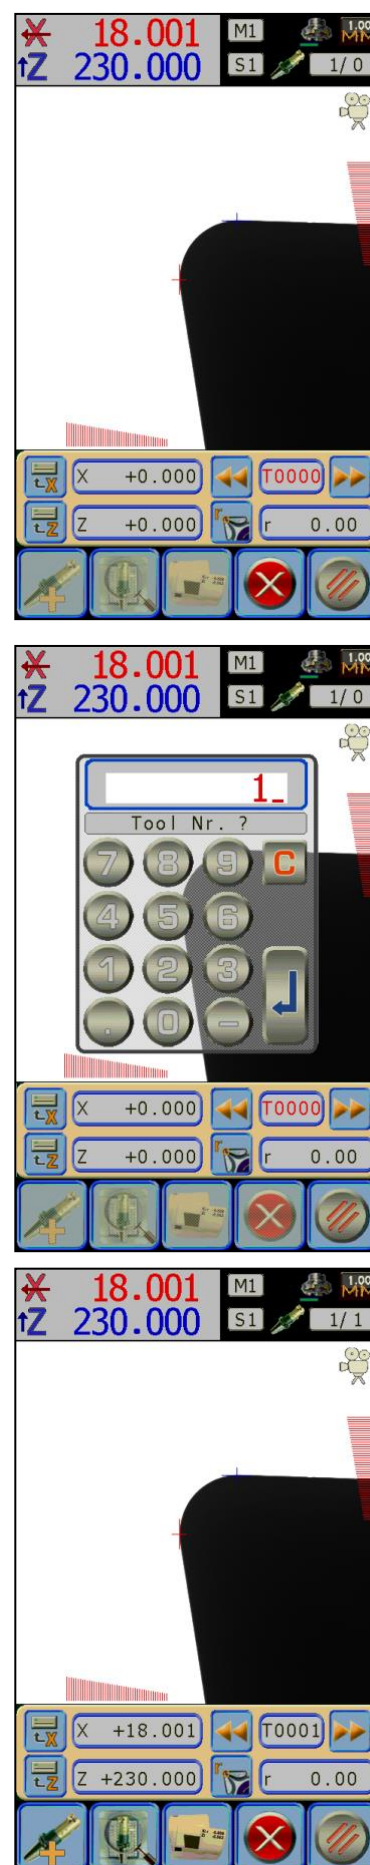 X 18.001 M1 1.00
↑Z 230.000 S1 1/ 0 MM
X +0.000 T0000
Z +0.000 r r 0.00
X 18.001 M1 1.00
↑Z 230.000 S1 1/ 0 MM
1_
Tool Nr. ?
7 8 9 C
4 5 6
1 2 3
. 0 -
X +0.000 T0000
Z +0.000 r r 0.00
X 18.001 M1 1.00
↑Z 230.000 S1 1/ 1 MM
X +18.001 T0001
Z +230.000 r r 0.00